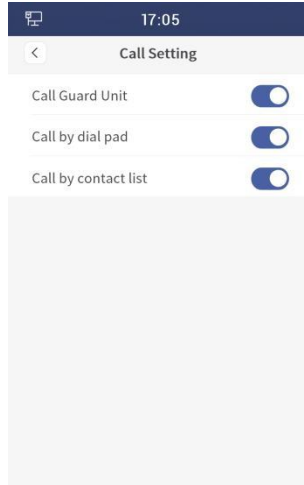 17:05
Call Setting
Call Guard Unit
Call by dial pad
Call by contact list